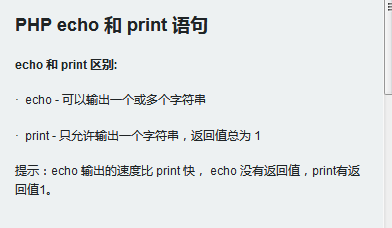 PHP echo 和 print 语句
echo 和 print 区别:
· echo - 可以输出一个或多个字符串
· print - 只允许输出一个字符串，返回值总为 1
提示：echo 输出的速度比 print 快， echo 没有返回值，print有返
回值1。